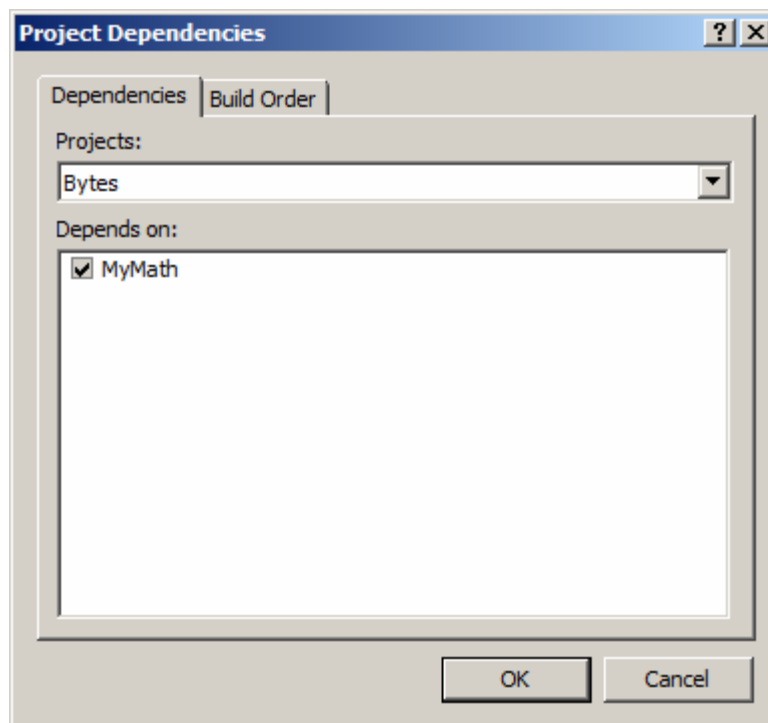 Project Dependencies
Dependencies
Build Order
Projects:
Bytes
Depends on:
MyMath
OK
Cancel